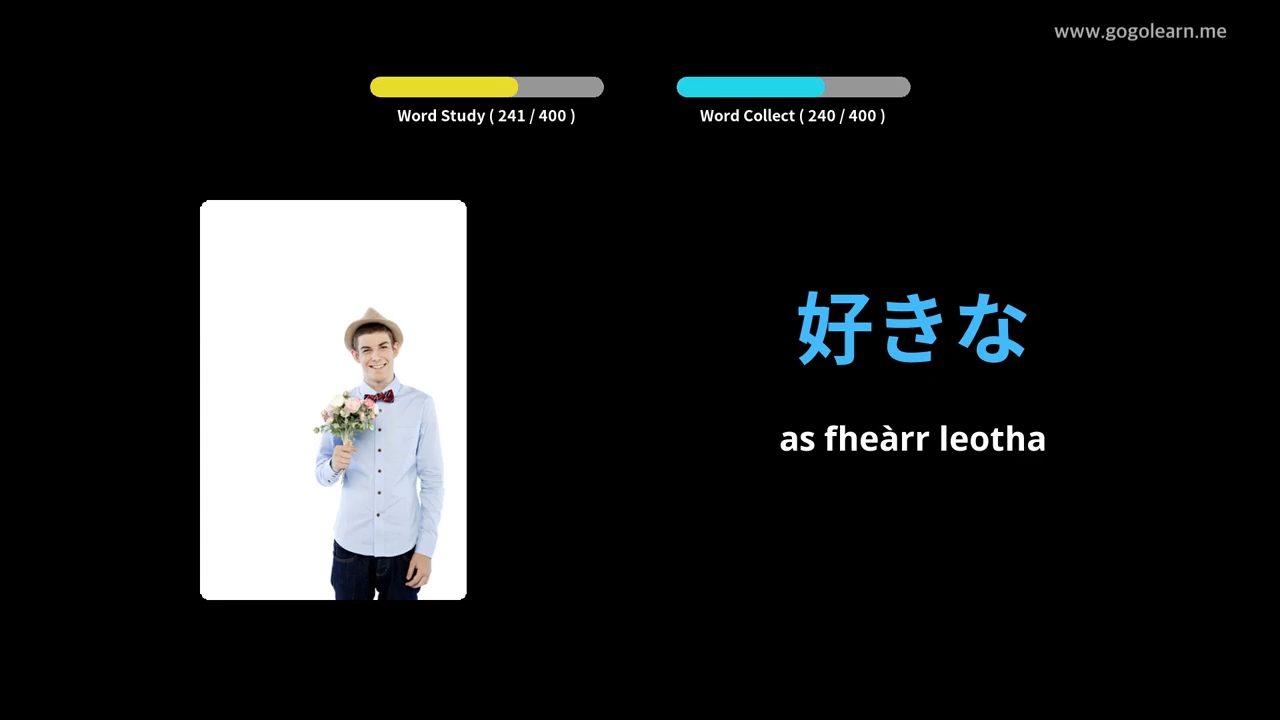 www.gogolearn.me
Word Study ( 241 / 400 )
Word Collect ( 240 / 400 )
好きな
as fheàrr leotha